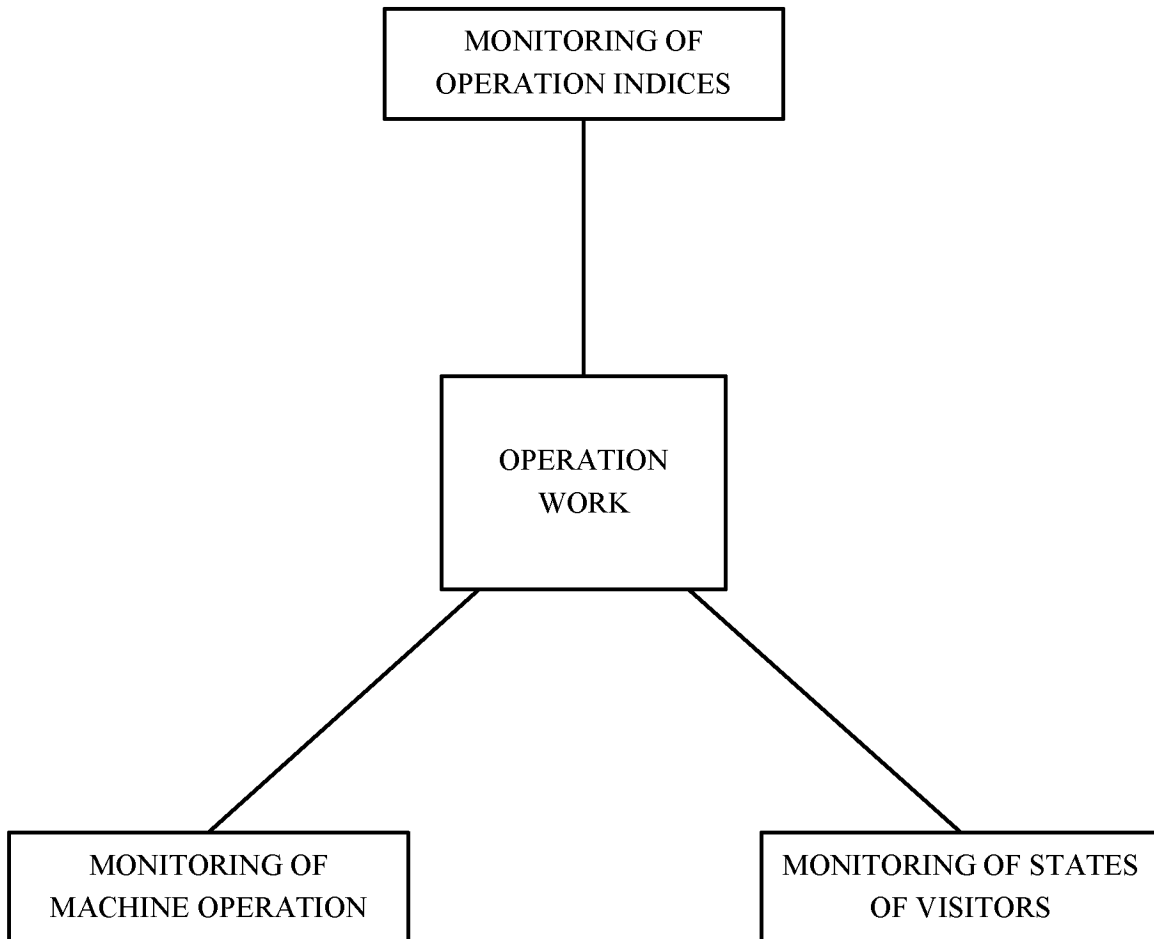 MONITORING OF
OPERATION INDICES
OPERATION
WORK
MONITORING OF
MACHINE OPERATION
MONITORING OF STATES
OF VISITORS